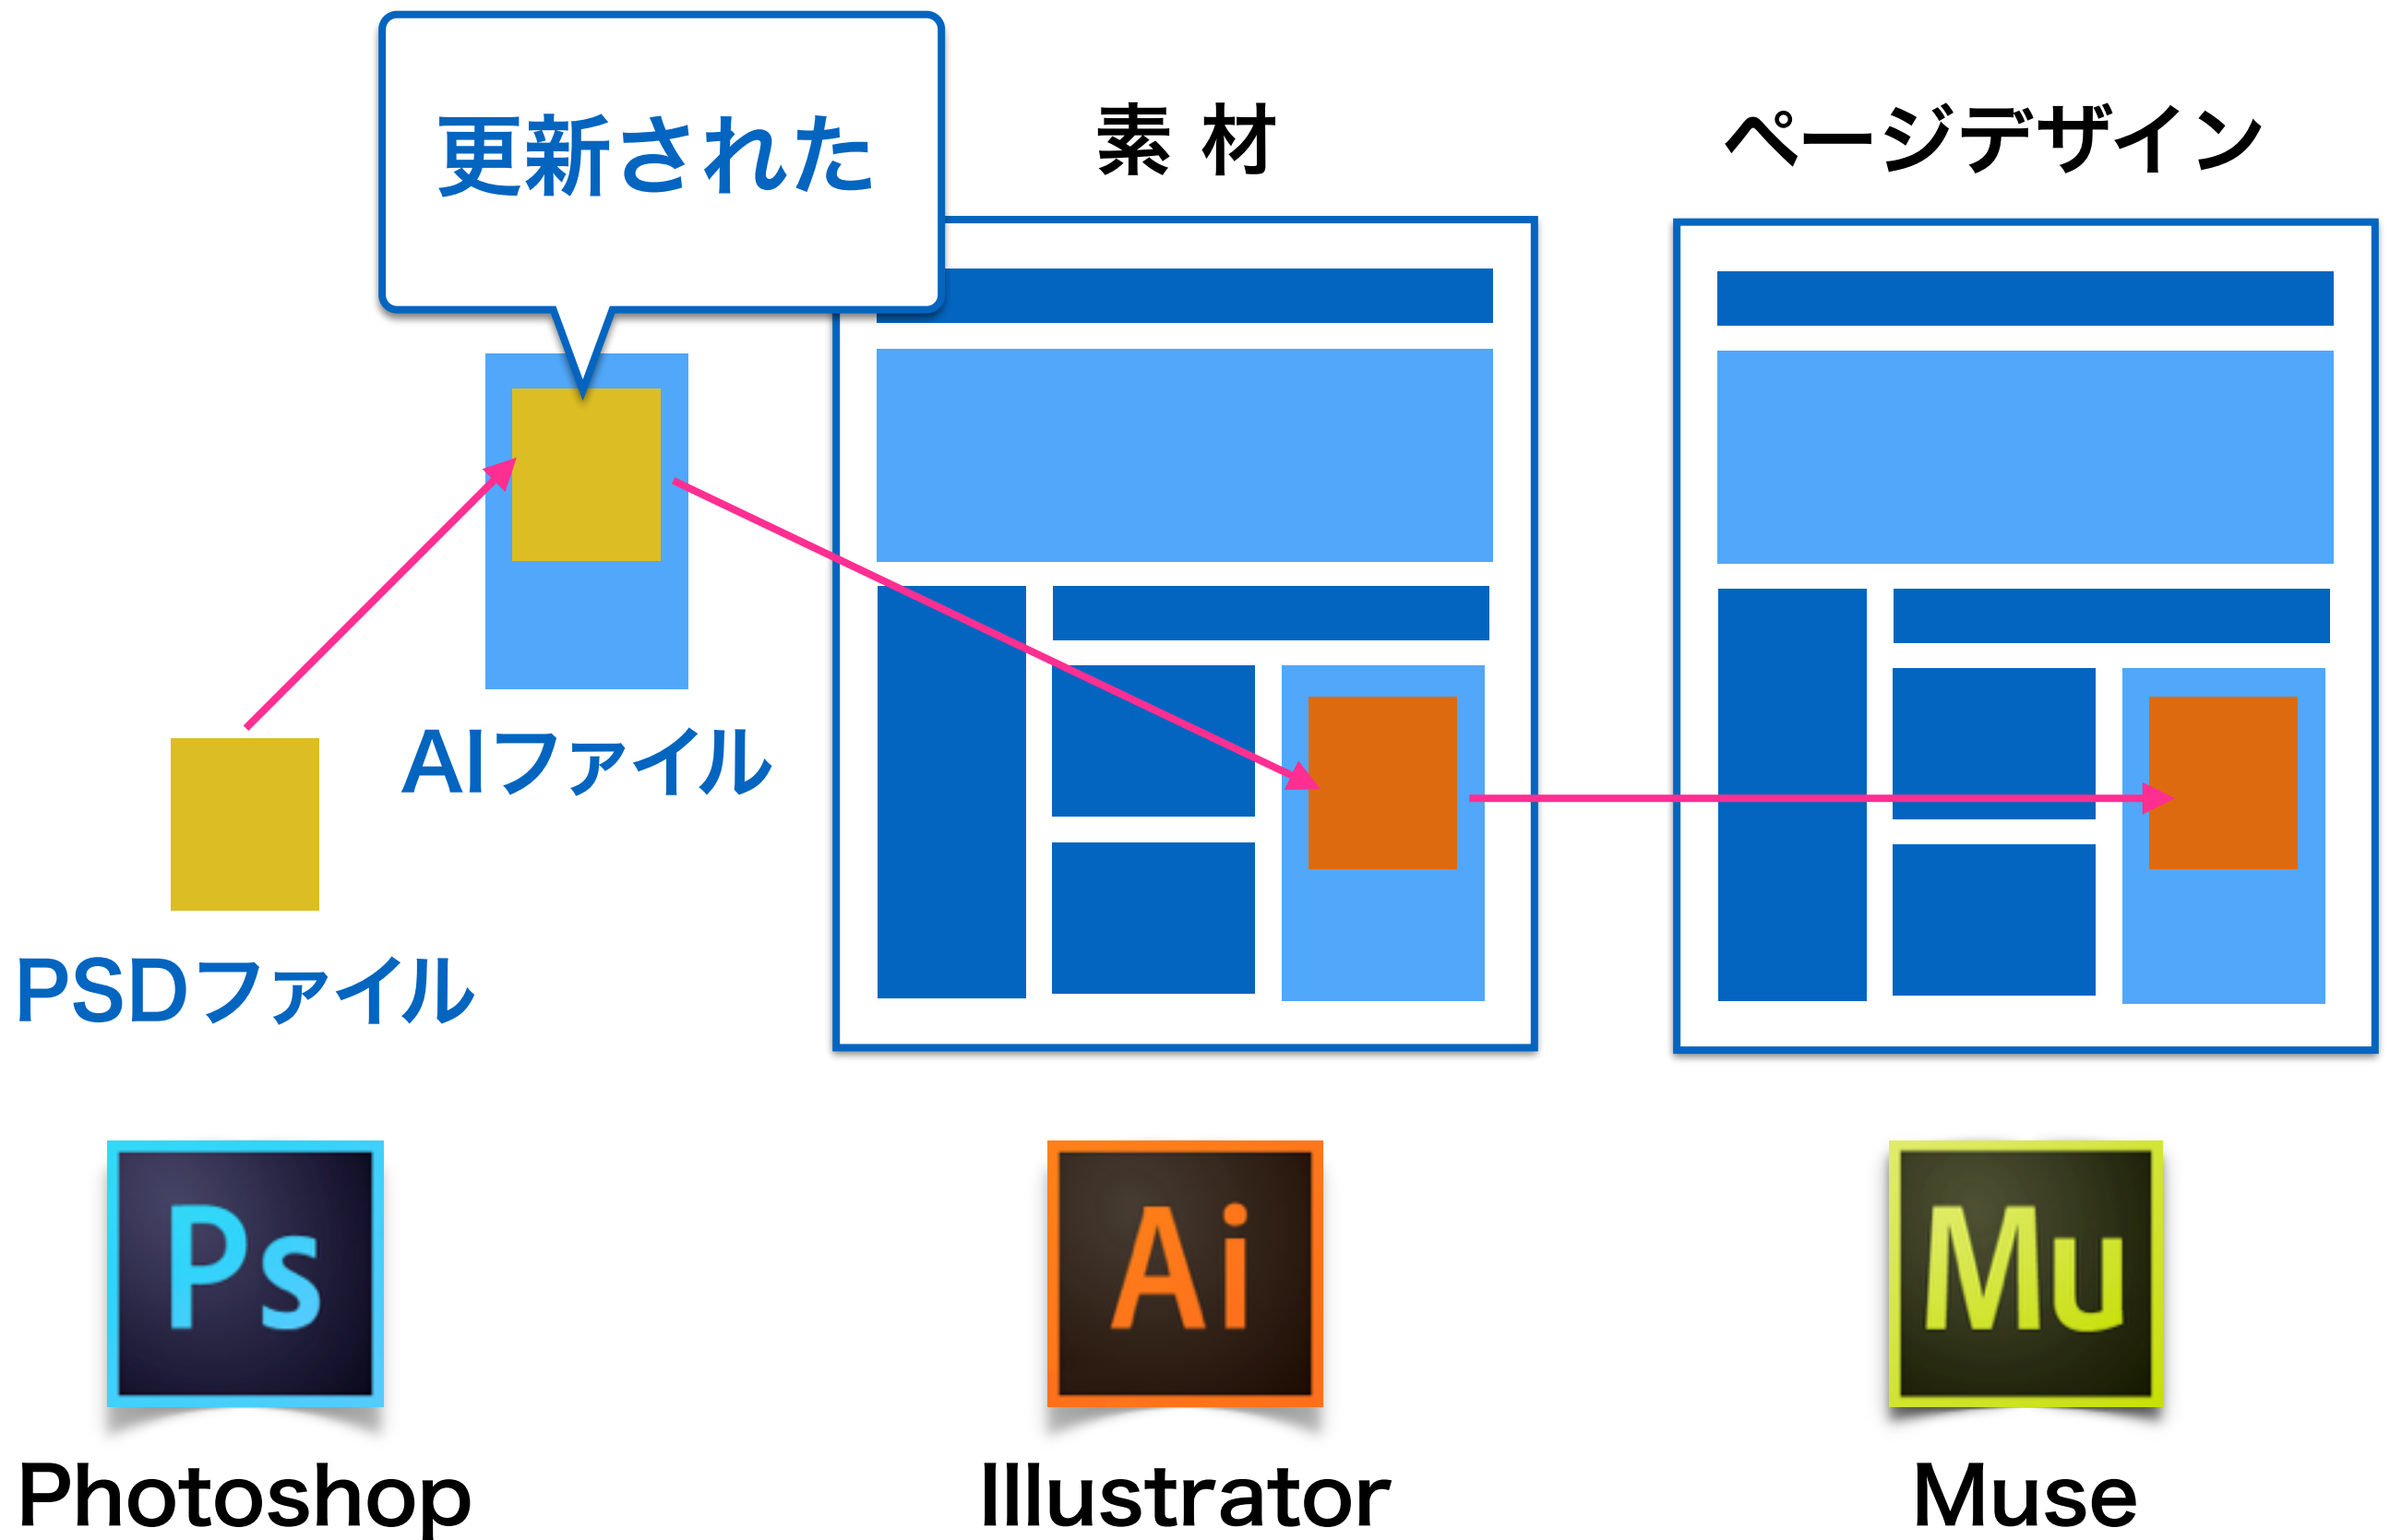 更新された
素 材
ページデザイン
AIファイル
PSDファイル
Ps
Ai
Mu
Photoshop
Illustrator
Muse